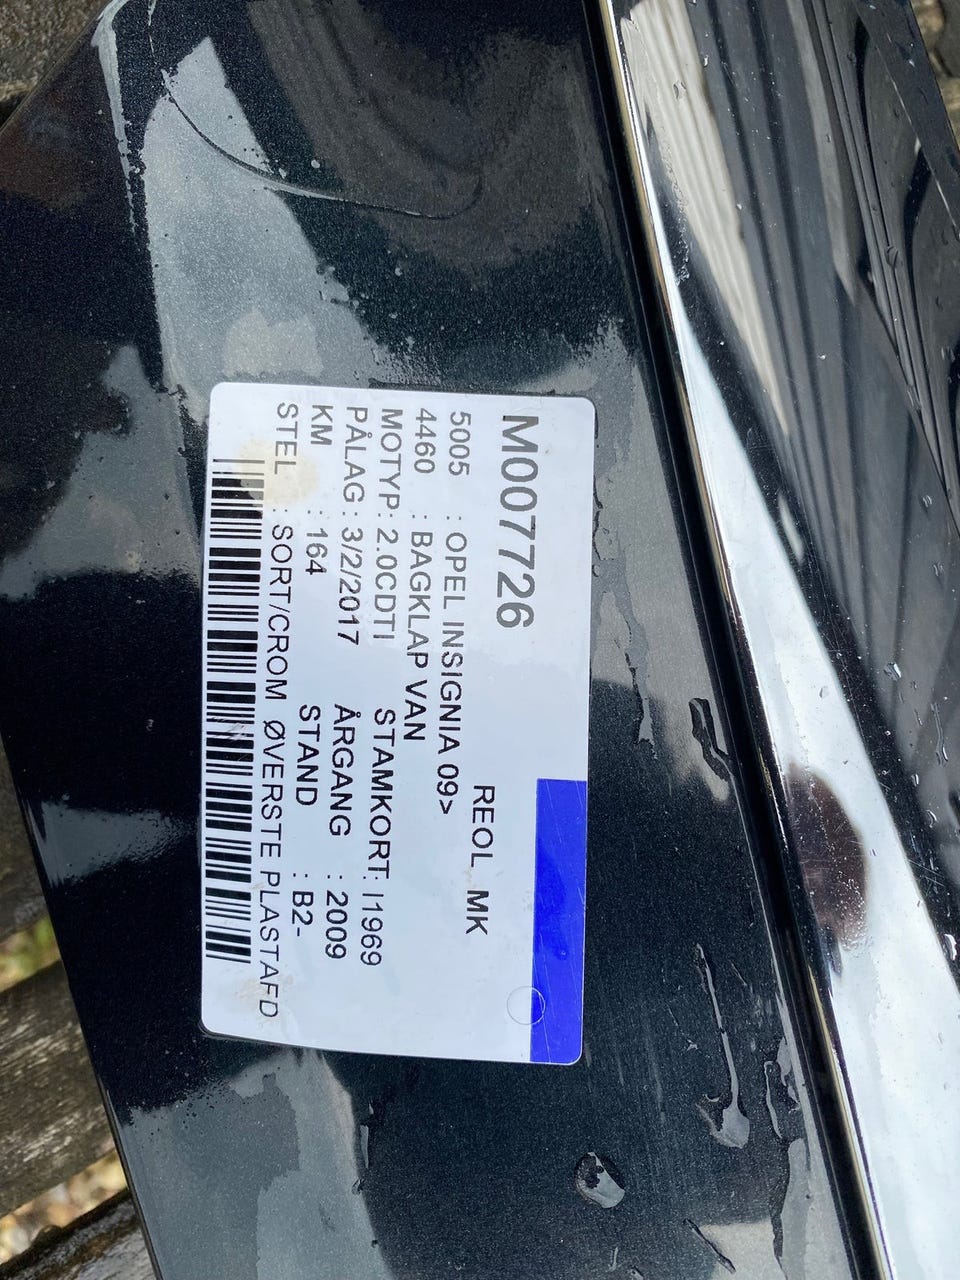 M007726
REOL MK
5005 : OPEL INSIGNIA 09>
4460 : BAGKLAP VAN
MOTYP: 2.0CDTI STAMKORT: I1969
PÅLAG : 3/2/2017 ÅRGANG : 2009
KM : 164 STAND : B2-
STEL : SORT/CROM ØVERSTE PLASTAFD